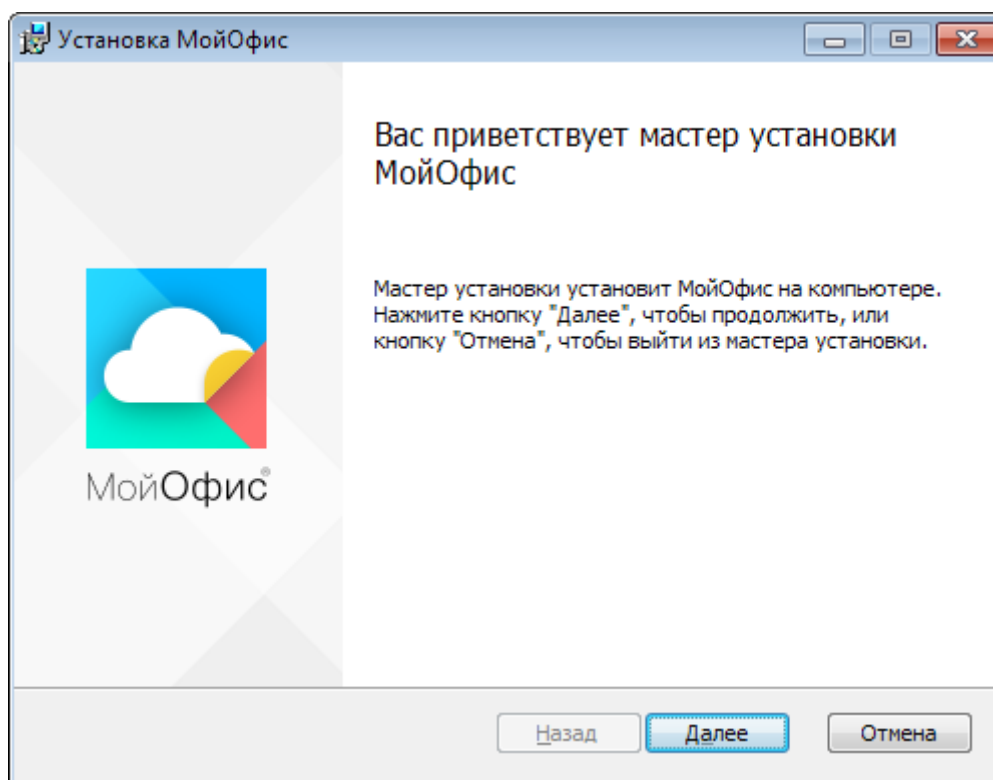 Установка МойОфис
Вас приветствует мастер установки
МойОфис
Мастер установки установит МойОфис на компьютере.
Нажмите кнопку "Далее", чтобы продолжить, или
кнопку "Отмена", чтобы выйти из мастера установки.
МойОфис®
Назад
Далее
Отмена